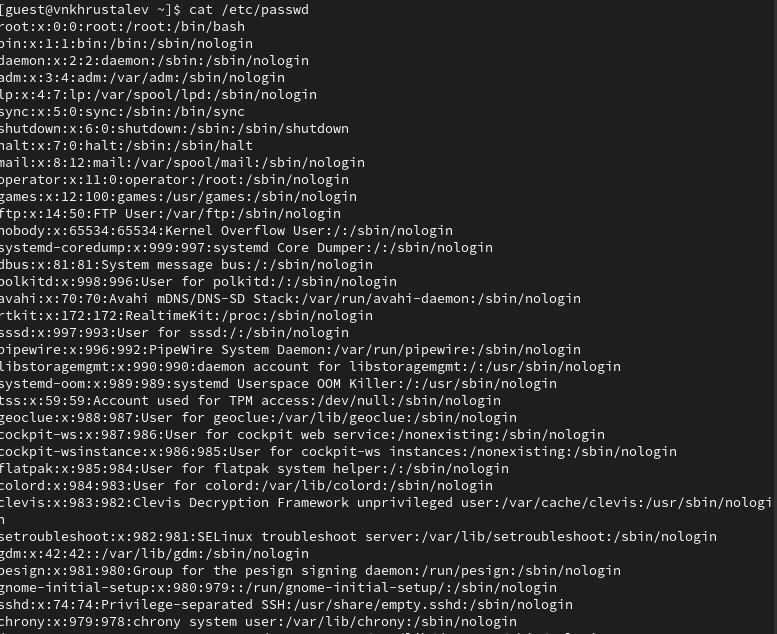 [guest@vnkhrustalev ~]$ cat /etc/passwd
root:x:0:0:root:/root:/bin/bash
bin:x:1:1:bin:/bin:/sbin/nologin
daemon:x:2:2:daemon:/sbin:/sbin/nologin
adm:x:3:4:adm:/var/adm:/sbin/nologin
lp:x:4:7:lp:/var/spool/lpd:/sbin/nologin
sync:x:5:0:sync:/sbin:/bin/sync
shutdown:x:6:0:shutdown:/sbin:/sbin/shutdown
halt:x:7:0:halt:/sbin:/sbin/halt
mail:x:8:12:mail:/var/spool/mail:/sbin/nologin
operator:x:11:0:operator:/root:/sbin/nologin
games:x:12:100:games:/usr/games:/sbin/nologin
ftp:x:14:50:FTP User:/var/ftp:/sbin/nologin
nobody:x:65534:65534:Kernel Overflow User:/:/sbin/nologin
systemd-coredump:x:999:997:systemd Core Dumper:/:/sbin/nologin
dbus:x:81:81:System message bus:/:/sbin/nologin
polkitd:x:998:996:User for polkitd:/:/sbin/nologin
avahi:x:70:70:Avahi mDNS/DNS-SD Stack:/var/run/avahi-daemon:/sbin/nologin
rtkit:x:172:172:RealtimeKit:/proc:/sbin/nologin
sssd:x:997:993:User for sssd:/:/sbin/nologin
pipewire:x:996:992:PipeWire System Daemon:/var/run/pipewire:/sbin/nologin
libstoragemgmt:x:990:990:daemon account for libstoragemgmt:/:/usr/sbin/nologin
systemd-oom:x:989:989:systemd Userspace OOM Killer:/:/usr/sbin/nologin
tss:x:59:59:Account used for TPM access:/dev/null:/sbin/nologin
geoclue:x:988:987:User for geoclue:/var/lib/geoclue:/sbin/nologin
cockpit-ws:x:987:986:User for cockpit web service:/nonexisting:/sbin/nologin
cockpit-wsinstance:x:986:985:User for cockpit-ws instances:/nonexisting:/sbin/nologin
flatpak:x:985:984:User for flatpak system helper:/:/sbin/nologin
colord:x:984:983:User for colord:/var/lib/colord:/sbin/nologin
clevis:x:983:982:Clevis Decryption Framework unprivileged user:/var/cache/clevis:/usr/sbin/nologi
n
setroubleshoot:x:982:981:SELinux troubleshoot server:/var/lib/setroubleshoot:/sbin/nologin
gdm:x:42:42::/var/lib/gdm:/sbin/nologin
pesign:x:981:980:Group for the pesign signing daemon:/run/pesign:/sbin/nologin
gnome-initial-setup:x:980:979::/run/gnome-initial-setup/:/sbin/nologin
sshd:x:74:74:Privilege-separated SSH:/usr/share/empty.sshd:/sbin/nologin
chrony:x:979:978:chrony system user:/var/lib/chrony:/sbin/nologin